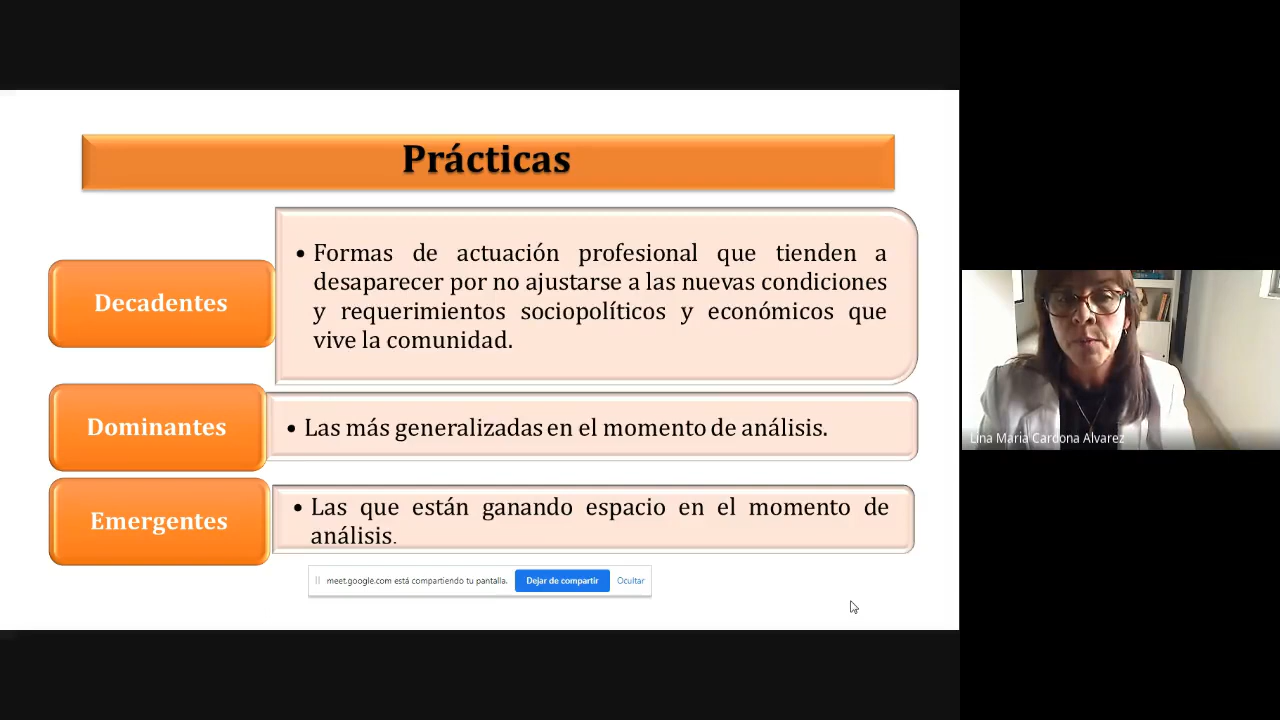 Prácticas
Decadentes
• Formas de actuación profesional que tienden a
desaparecer por no ajustarse a las nuevas condiciones
y requerimientos sociopolíticos y económicos que
vive la comunidad.
Dominantes
• Las más generalizadas en el momento de análisis.
Emergentes
• Las que están ganando espacio en el momento de
análisis.
meet.google.com está compartiendo tu pantalla.
Dejar de compartir
Ocultar
Lina Maria Cardona Alvarez